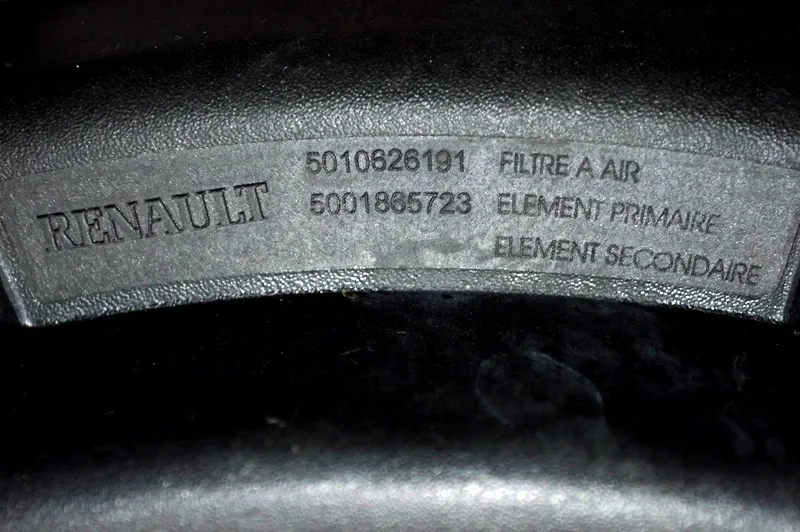 RENAULT
5010626191 FILTRE A AIR
5001865723 ELEMENT PRIMAIRE
ELEMENT SECONDAIRE